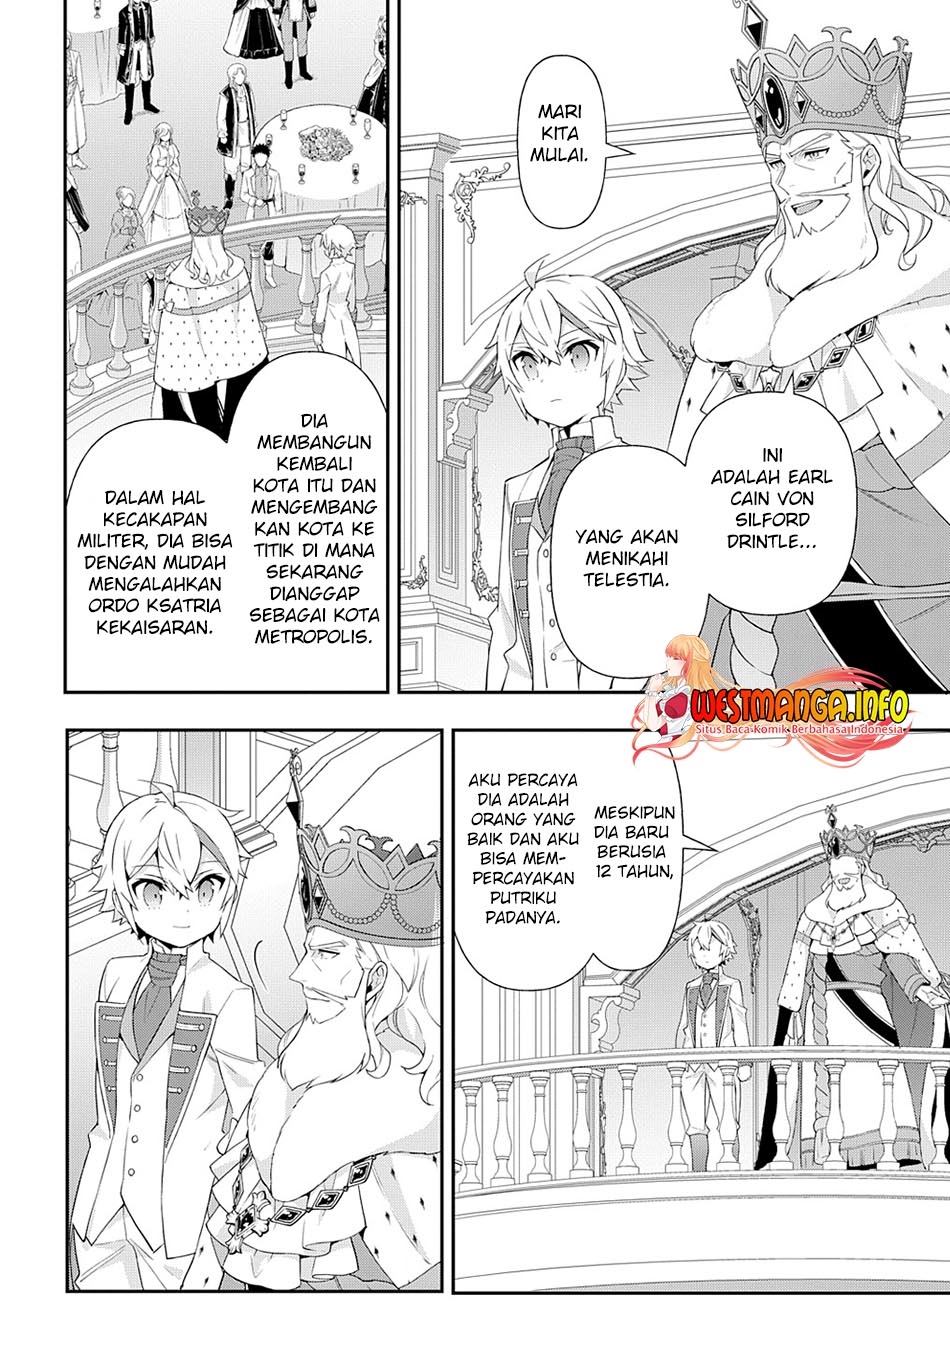 MARI
KITA
MULAI.
INI
ADALAH EARL
CAIN VON
SILFORD
DRINTLE...
YANG AKAN
MENIKAHI
TELESTIA.
DIA
MEMBANGUN
KEMBALI
KOTA ITU DAN
MENGEMBANG
KAN KOTA KE
TITIK DI MANA
SEKARANG
DIANGGAP
SEBAGAI KOTA
METROPOLIS.
DALAM HAL
KECAKAPAN
MILITER, DIA BISA
DENGAN MUDAH
MENGALAHKAN
ORDO KSATRIA
KEKAISARAN.
WESTMANGA.INFO
Situs Baca Komik Berbahasa Indonesia
MESKIPUN
DIA BARU
BERUSIA
12 TAHUN,
AKU PERCAYA
DIA ADALAH
ORANG YANG
BAIK DAN AKU
BISA MEM-
PERCAYAKAN
PUTRIKU
PADANYA.